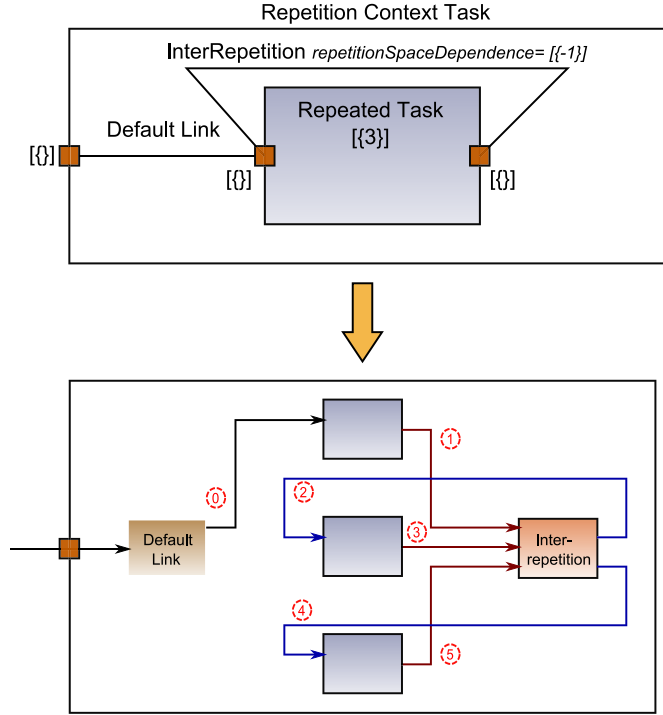 Repetition Context Task
InterRepetition repetitionSpaceDependence= [{-1}]
Repeated Task
[{3}]
Default Link
[{}]
[{}]
[{}]
1
0
2
3
Default
Link
Inter-
repetition
4
5